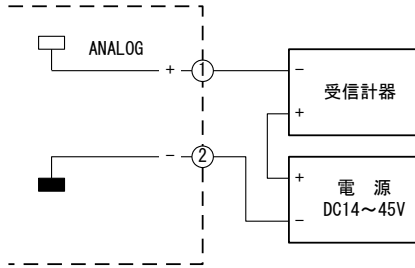 ANALOG
+ ① −
受信計器
+
− ② +
電 源
DC14～45V
−